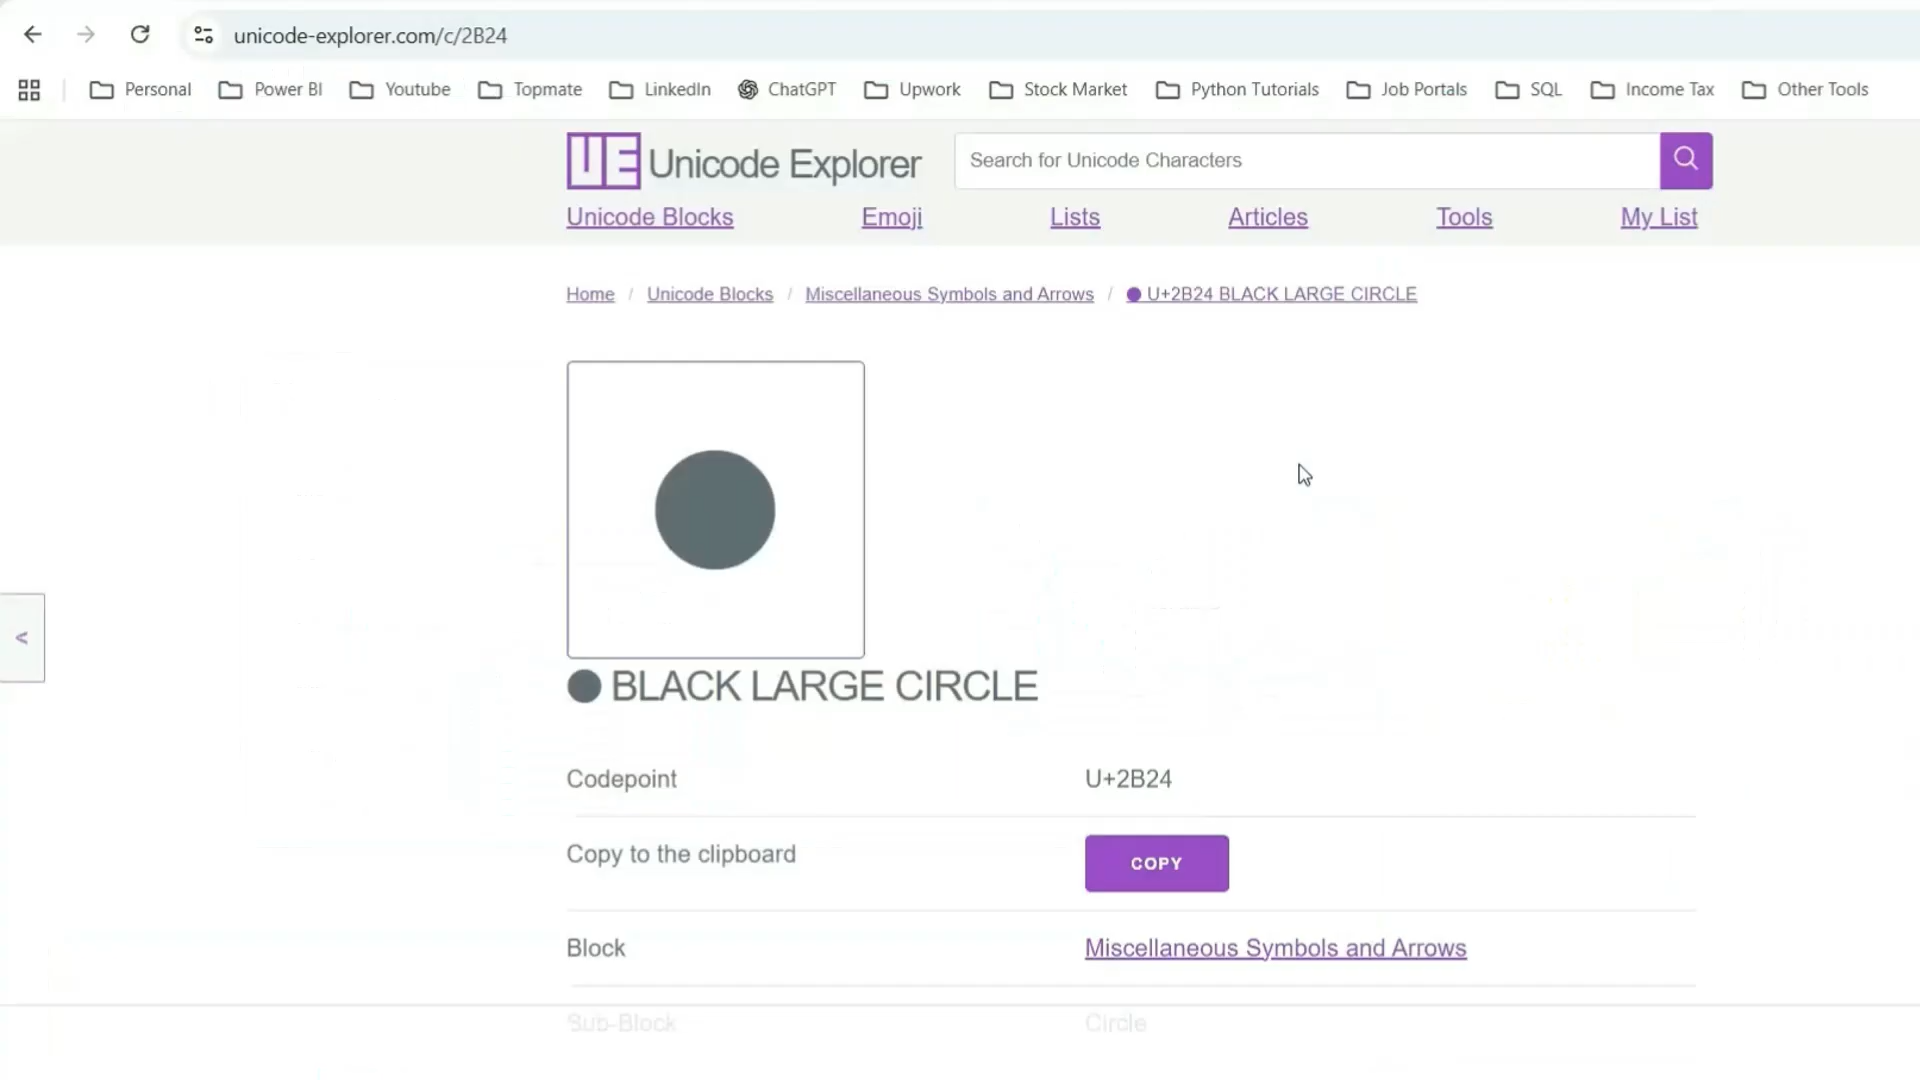 unicode-explorer.com/c/2B24
Personal Power BI Youtube Topmate LinkedIn ChatGPT Upwork Stock Market Python Tutorials Job Portals SQL Income Tax Other Tools
UE Unicode Explorer Search for Unicode Characters
Unicode Blocks Emoji Lists Articles Tools My List
Home / Unicode Blocks / Miscellaneous Symbols and Arrows / ⬤ U+2B24 BLACK LARGE CIRCLE
⬤ BLACK LARGE CIRCLE
Codepoint U+2B24
Copy to the clipboard COPY
Block Miscellaneous Symbols and Arrows
Sub-Block Circle
<